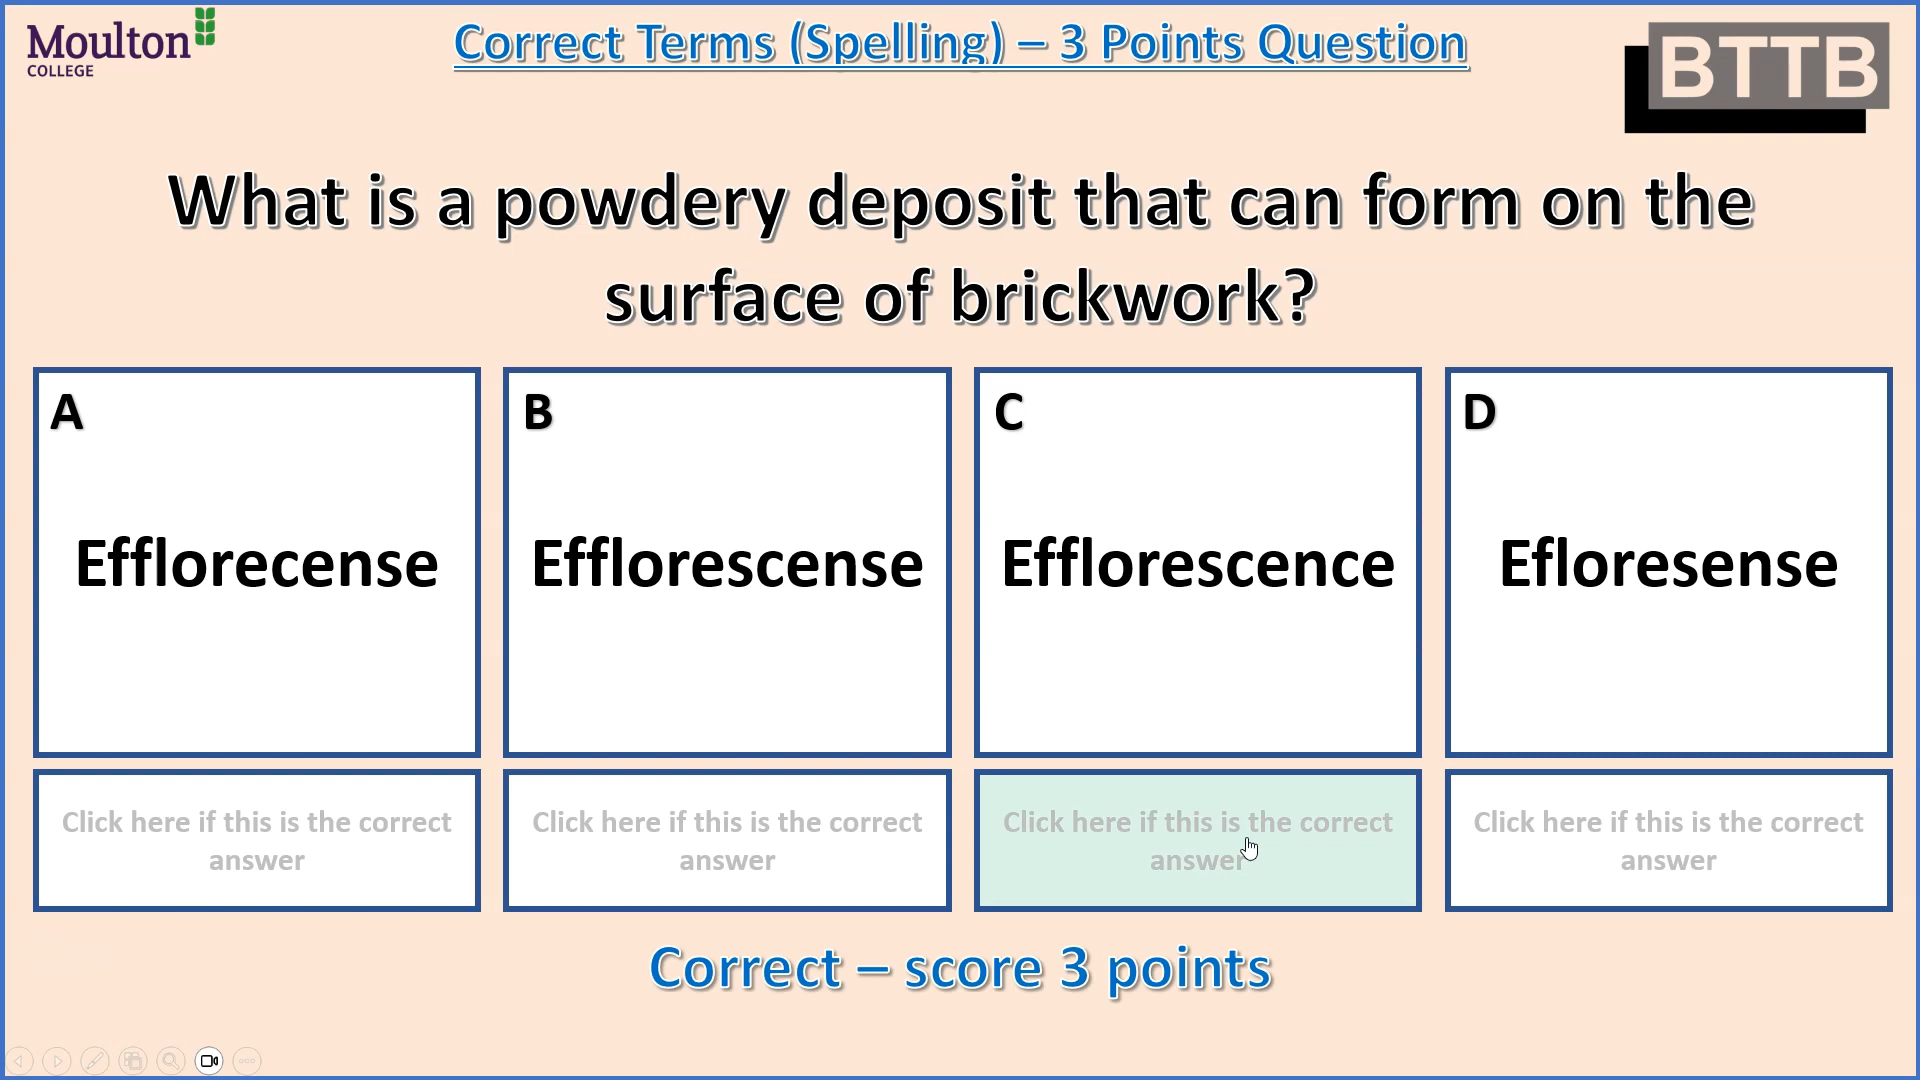 Moulton
COLLEGE
Correct Terms (Spelling) – 3 Points Question
BTTB
What is a powdery deposit that can form on the
surface of brickwork?
A
B
C
D
Efflorecense
Efflorescense
Efflorescence
Efloresense
Click here if this is the correct
answer
Click here if this is the correct
answer
Click here if this is the correct
answer
Click here if this is the correct
answer
Correct – score 3 points